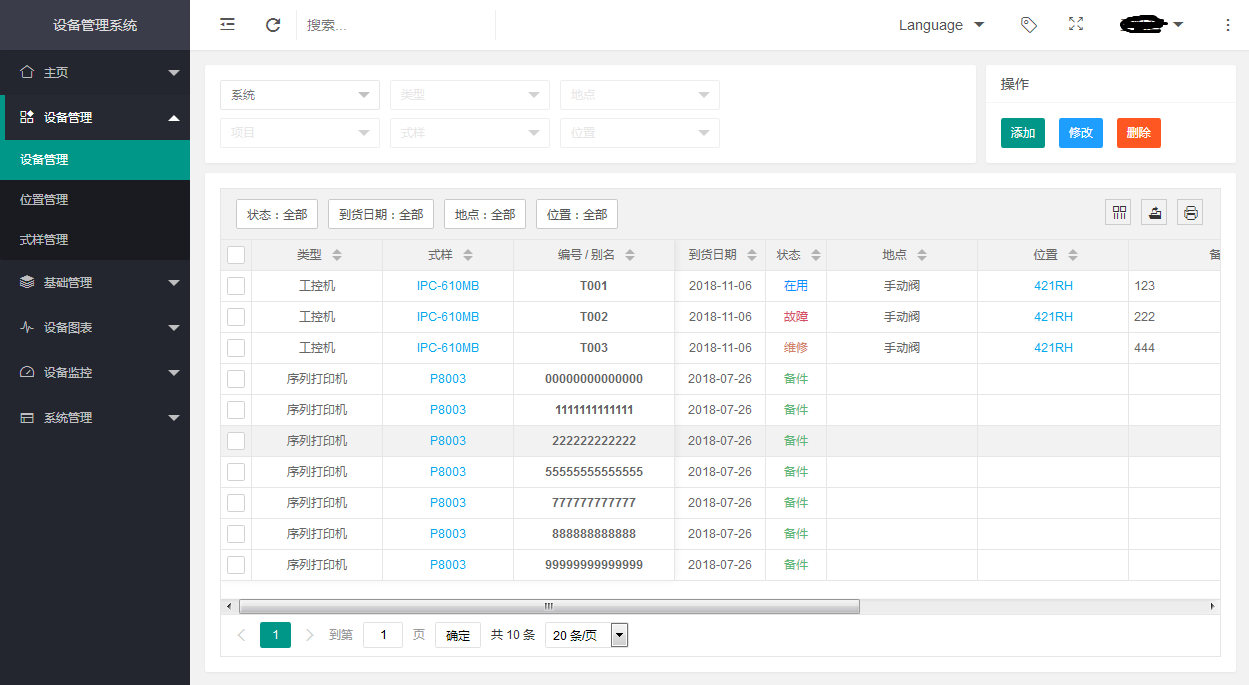 设备管理系统
搜索...
Language
主页
设备管理
设备管理
位置管理
式样管理
基础管理
设备图表
设备监控
系统管理
系统 类型 地点
项目 式样 位置
操作
添加 修改 删除
状态：全部 到货日期：全部 地点：全部 位置：全部
类型 式样 编号 / 别名 到货日期 状态 地点 位置 备
工控机 IPC-610MB T001 2018-11-06 在用 手动阀 421RH 123
工控机 IPC-610MB T002 2018-11-06 故障 手动阀 421RH 222
工控机 IPC-610MB T003 2018-11-06 维修 手动阀 421RH 444
序列打印机 P8003 00000000000000 2018-07-26 备件
序列打印机 P8003 1111111111111 2018-07-26 备件
序列打印机 P8003 222222222222 2018-07-26 备件
序列打印机 P8003 55555555555555 2018-07-26 备件
序列打印机 P8003 777777777777 2018-07-26 备件
序列打印机 P8003 888888888888 2018-07-26 备件
序列打印机 P8003 99999999999999 2018-07-26 备件
1 到第 1 页 确定 共 10 条 20 条/页